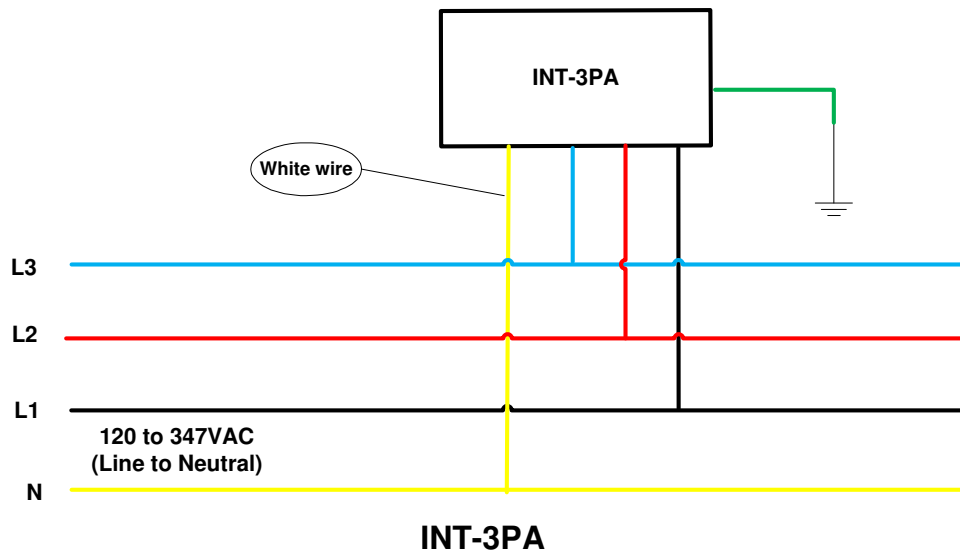 INT-3PA
White wire
L3
L2
L1
120 to 347VAC
(Line to Neutral)
N
INT-3PA